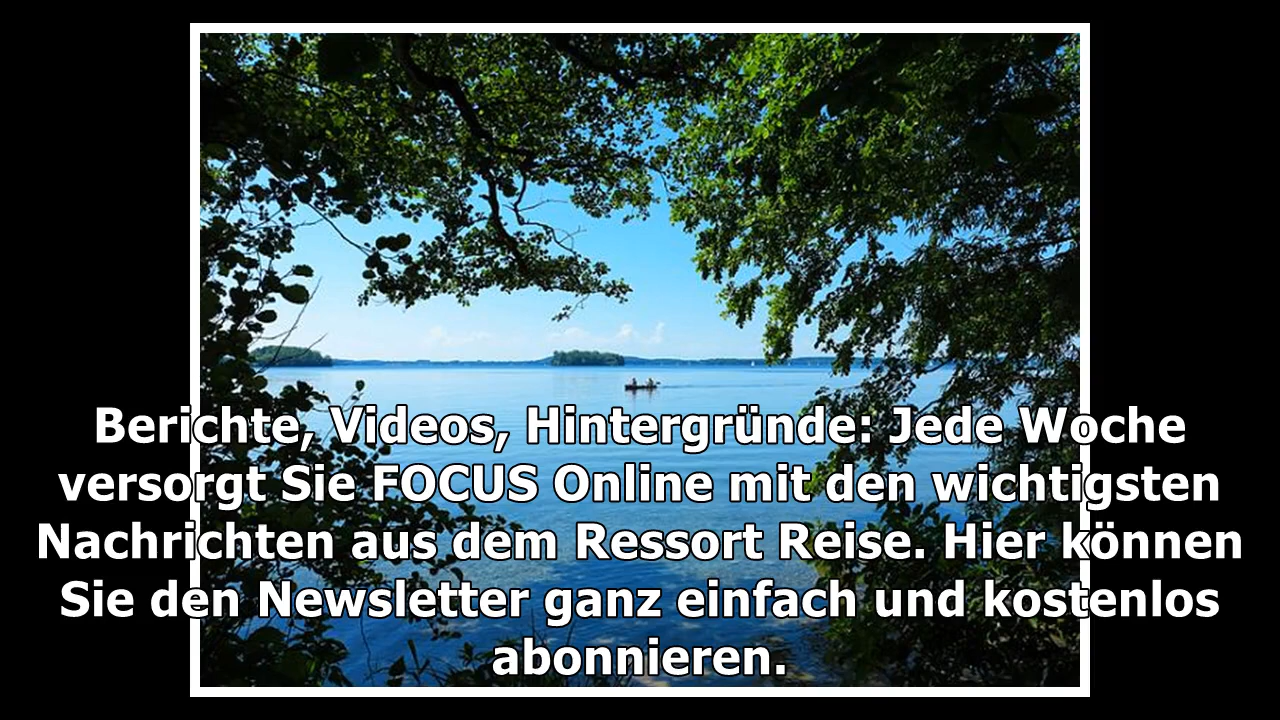 Berichte, Videos, Hintergründe: Jede Woche
versorgt Sie FOCUS Online mit den wichtigsten
Nachrichten aus dem Ressort Reise. Hier können
Sie den Newsletter ganz einfach und kostenlos
abonnieren.